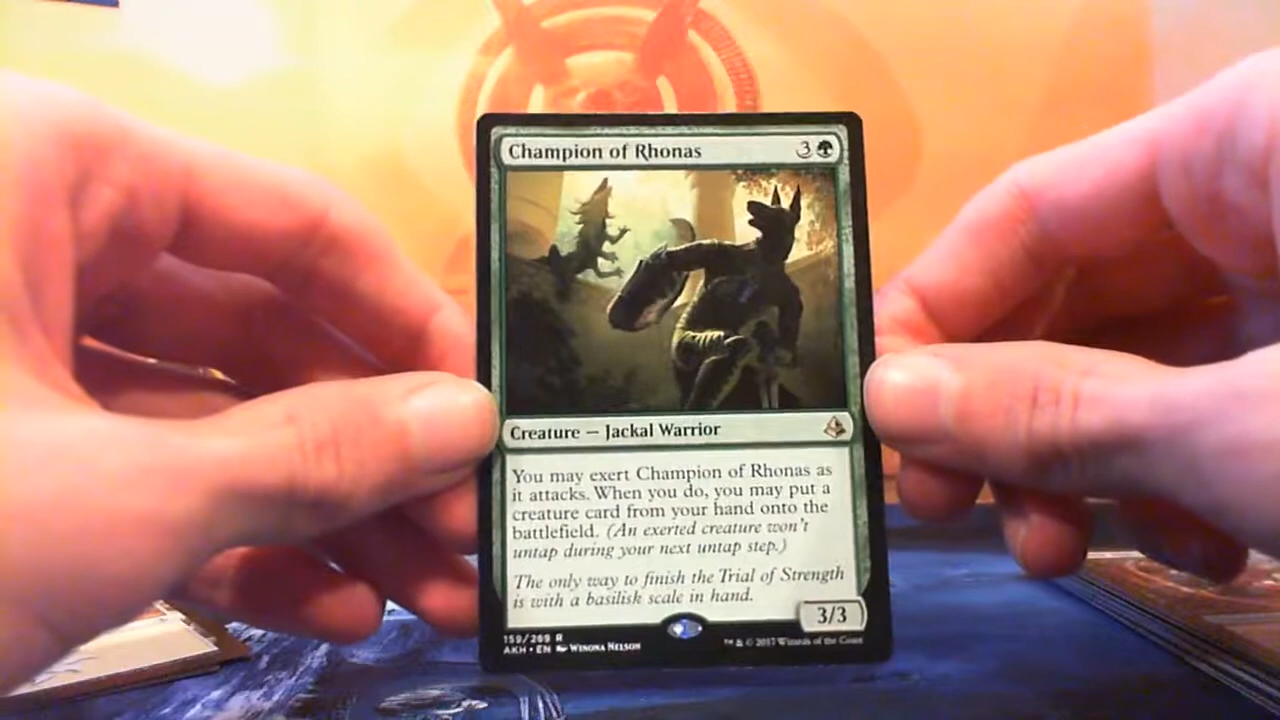 Champion of Rhonas 3
Creature — Jackal Warrior
You may exert Champion of Rhonas as
it attacks. When you do, you may put a
creature card from your hand onto the
battlefield. (An exerted creature won't
untap during your next untap step.)
The only way to finish the Trial of Strength
is with a basilisk scale in hand.
3/3
159/269 R
AKH • EN Winona Nelson
™ & © 2017 Wizards of the Coast